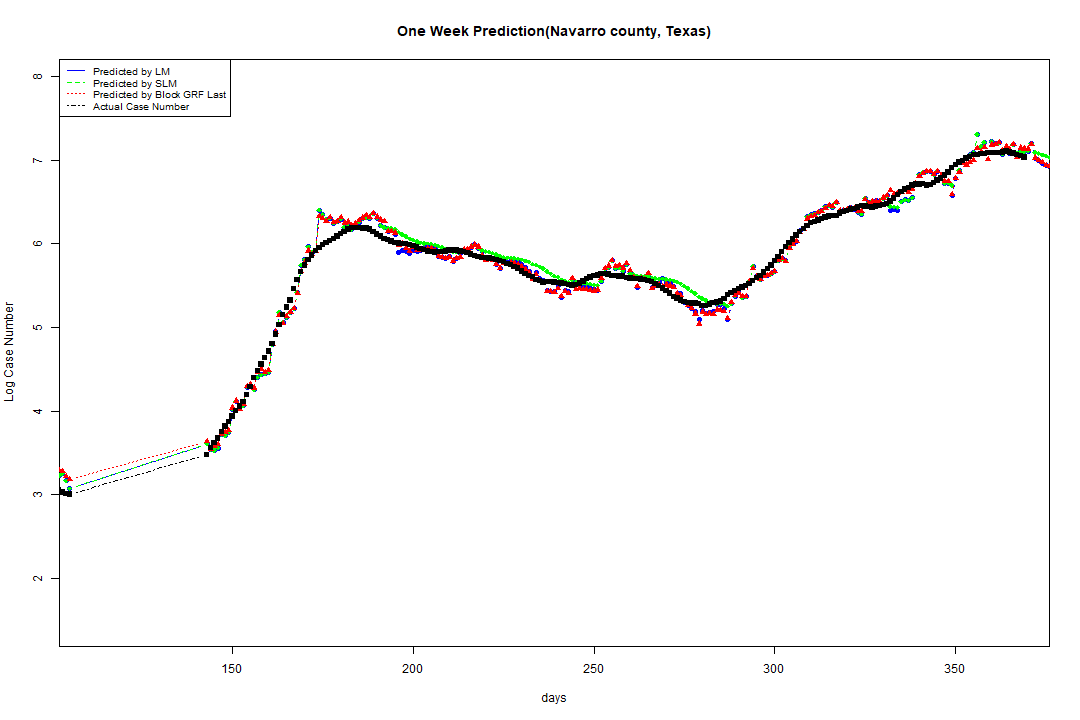 One Week Prediction(Navarro county, Texas)
Predicted by LM
Predicted by SLM
Predicted by Block GRF Last
Actual Case Number
8
7
6
5
4
3
2
Log Case Number
150 200 250 300 350
days